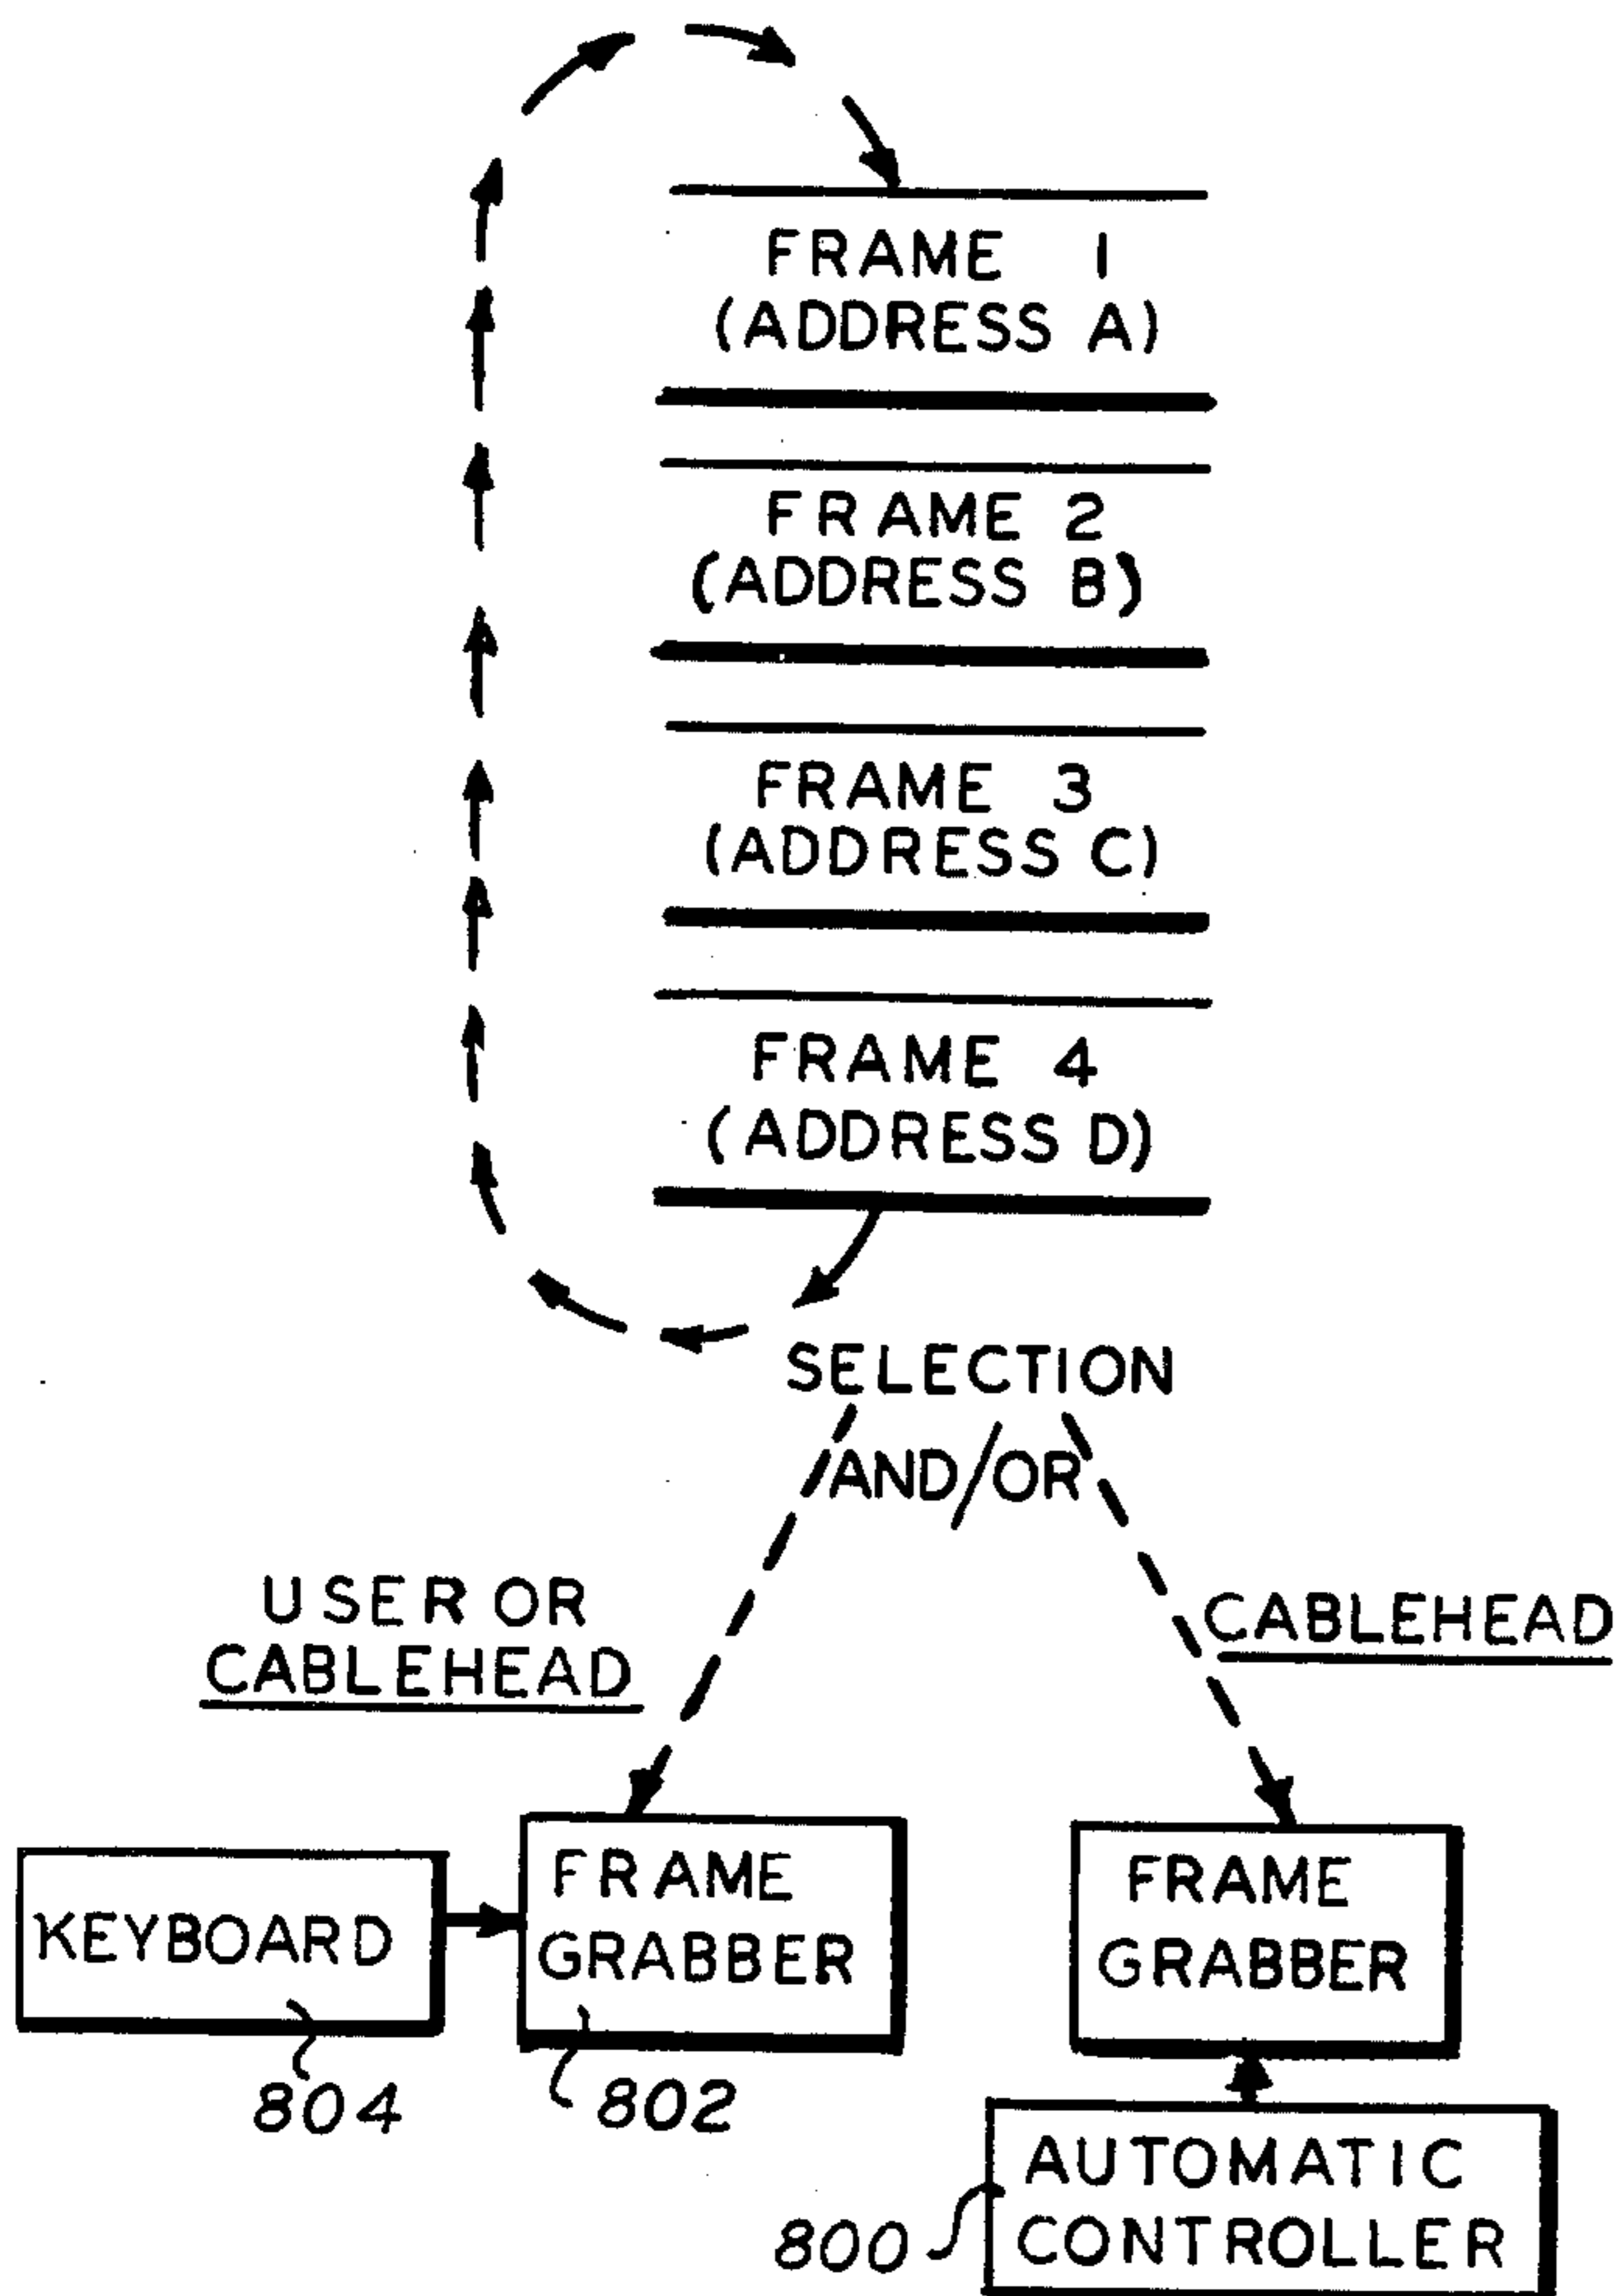 FRAME 1
(ADDRESS A)
FRAME 2
(ADDRESS B)
FRAME 3
(ADDRESS C)
FRAME 4
(ADDRESS D)
SELECTION
AND/OR
USER OR
CABLEHEAD
CABLEHEAD
KEYBOARD
FRAME
GRABBER
FRAME
GRABBER
804
802
AUTOMATIC
CONTROLLER
800